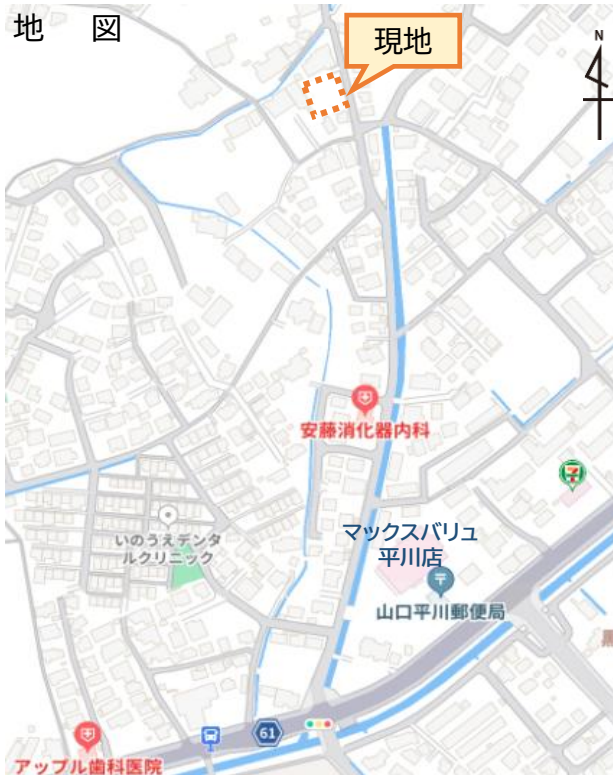 地 図
現地
N
安藤消化器内科
7
いのうえデンタ
ルクリニック
マックスバリュ
平川店
〒
山口平川郵便局
61
アップル歯科医院